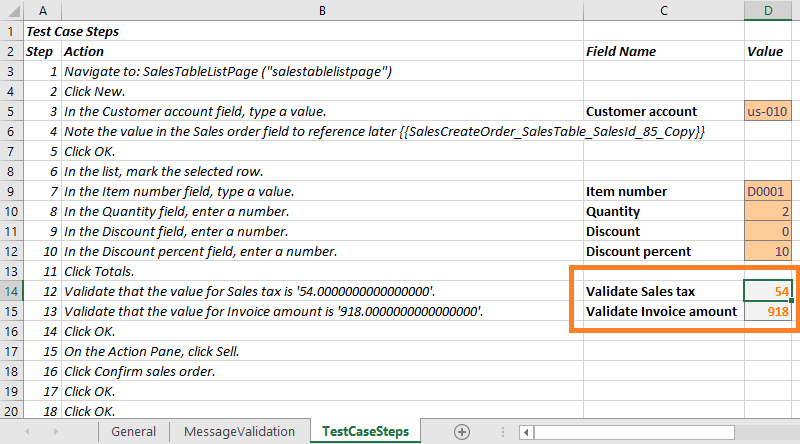 A B C D
1 Test Case Steps
2 Step Action Field Name Value
3 1 Navigate to: SalesTableListPage ("salestablelistpage")
4 2 Click New.
5 3 In the Customer account field, type a value. Customer account us-010
6 4 Note the value in the Sales order field to reference later {{SalesCreateOrder_SalesTable_SalesId_85_Copy}}
7 5 Click OK.
8 6 In the list, mark the selected row.
9 7 In the Item number field, type a value. Item number D0001
10 8 In the Quantity field, enter a number. Quantity 2
11 9 In the Discount field, enter a number. Discount 0
12 10 In the Discount percent field, enter a number. Discount percent 10
13 11 Click Totals.
14 12 Validate that the value for Sales tax is '54.0000000000000000'. Validate Sales tax 54
15 13 Validate that the value for Invoice amount is '918.0000000000000000'. Validate Invoice amount 918
16 14 Click OK.
17 15 On the Action Pane, click Sell.
18 16 Click Confirm sales order.
19 17 Click OK.
20 18 Click OK.
General MessageValidation TestCaseSteps